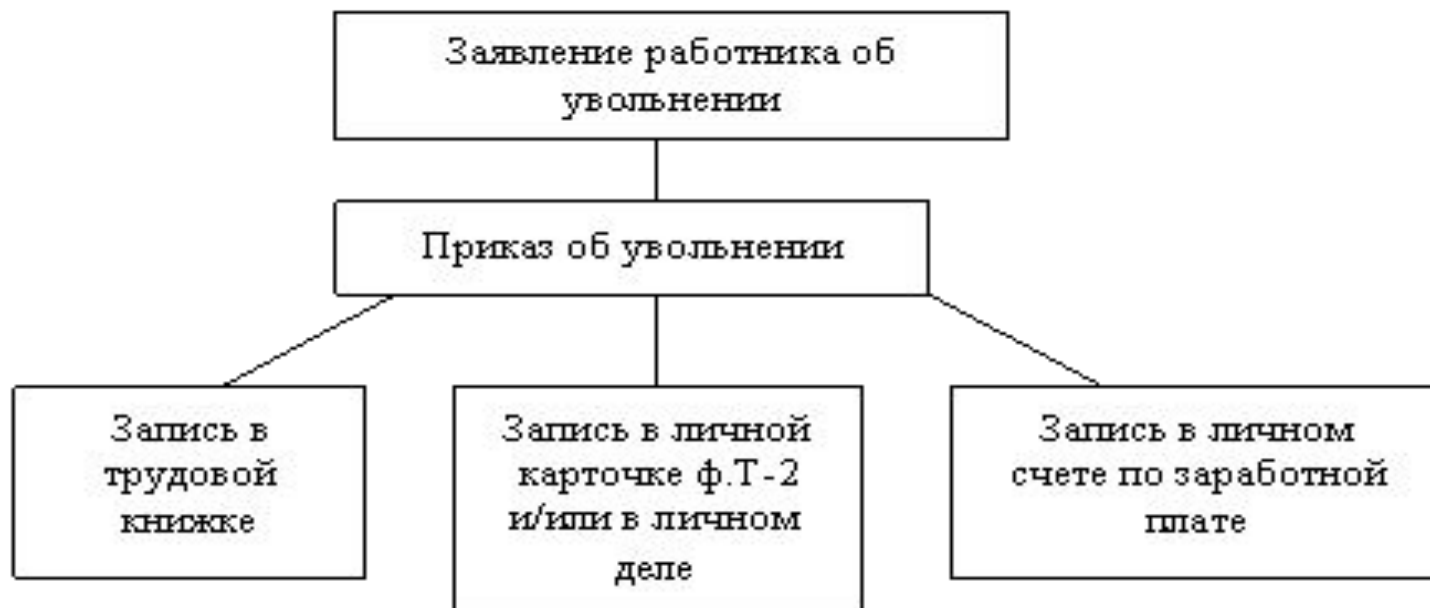 Заявление работника об
увольнении
Приказ об увольнении
Запись в
трудовой
книжке
Запись в личной
карточке ф.Т-2
и/или в личном
деле
Запись в личном
счете по заработной
плате